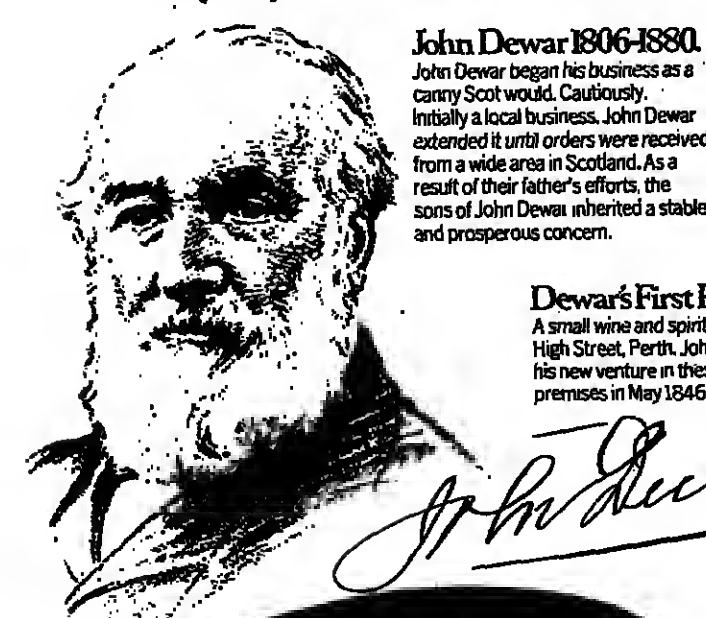 John Dewar 1806-1880.
John Dewar began his business as a
canny Scot would. Cautiously.
Initially a local business, John Dewar
extended it until orders were received
from a wide area in Scotland. As a
result of their father's efforts, the
sons of John Dewar inherited a stable
and prosperous concern.
Dewar's First
A small wine and spirit
High Street, Perth. John
his new venture in these
premises in May 1846
John Dew